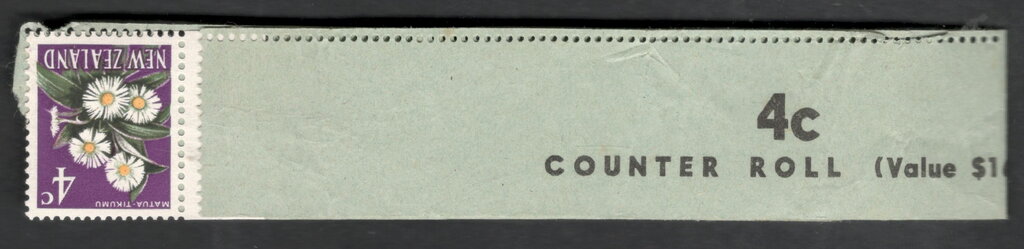 NEW ZEALAND
4c
MATUA-TIKUMU
4c
COUNTER ROLL (Value $1